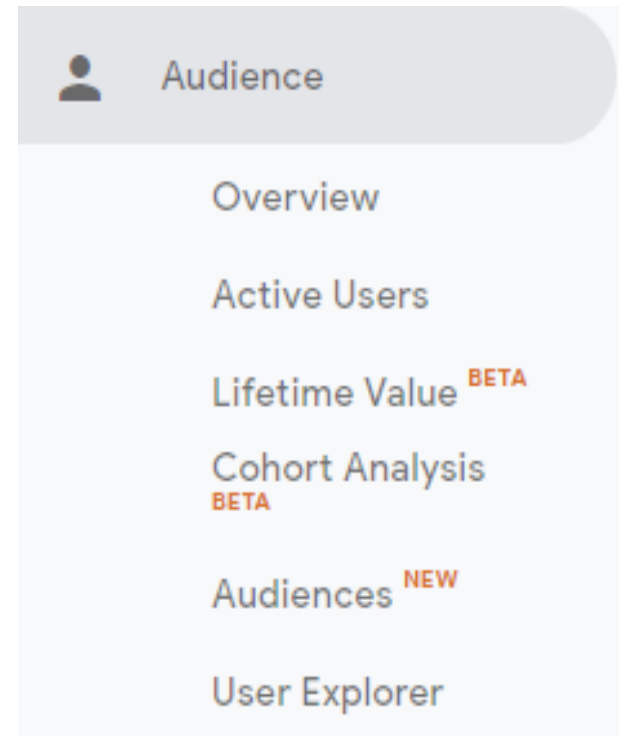 Audience
Overview
Active Users
Lifetime Value BETA
Cohort Analysis
BETA
Audiences NEW
User Explorer